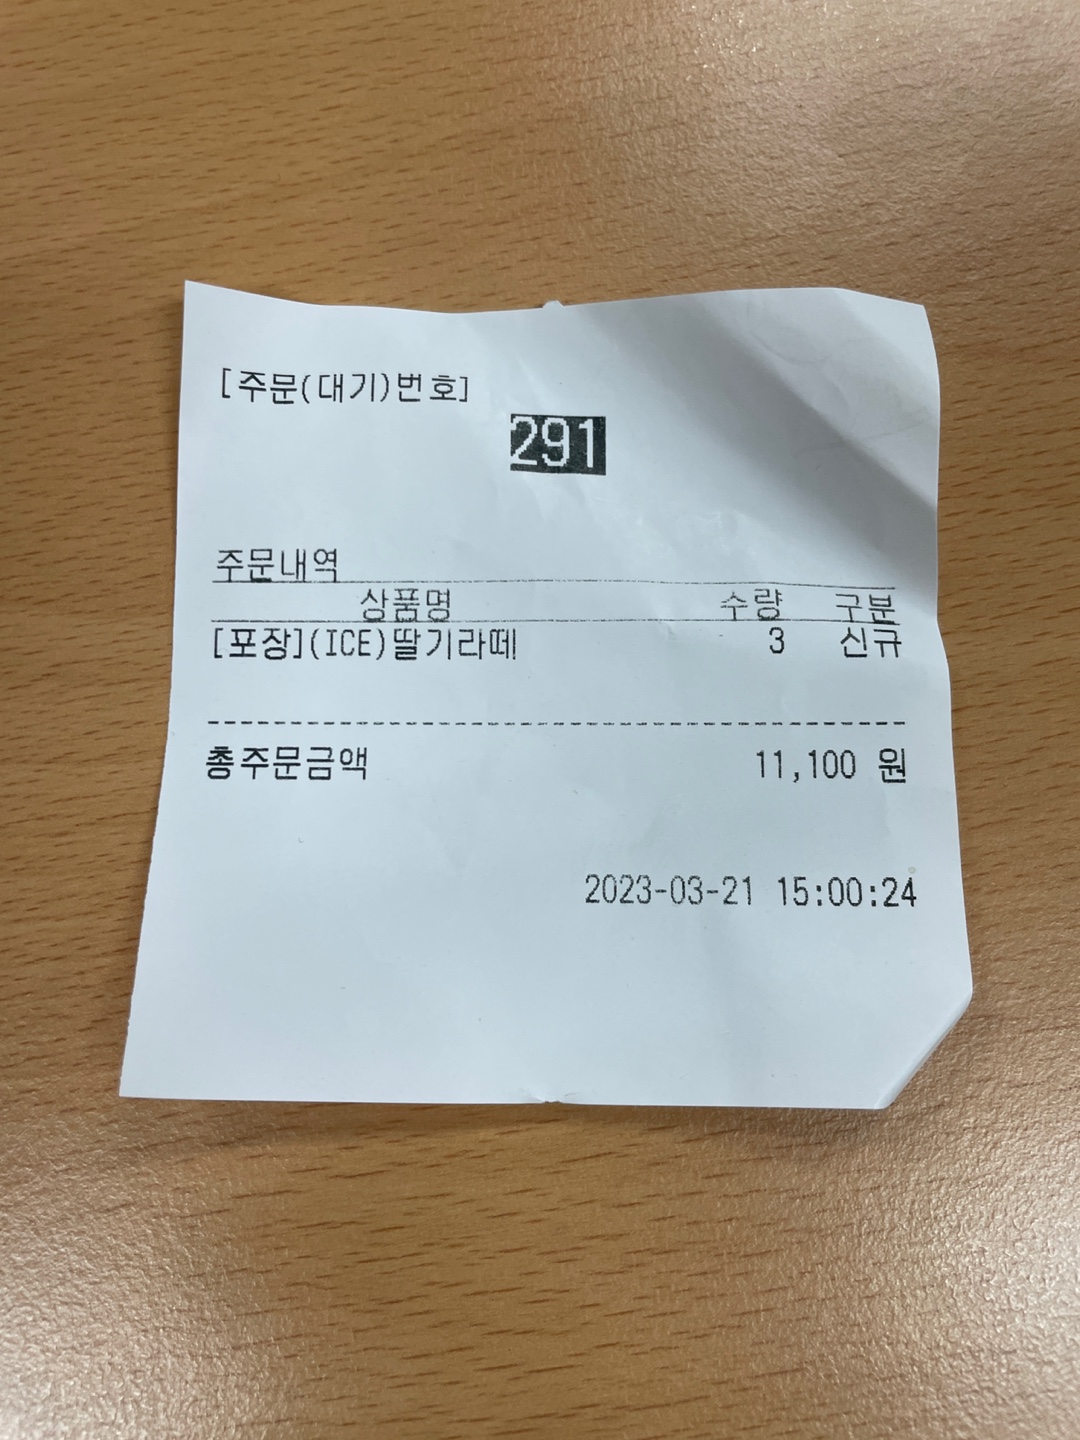 [주문(대기)번호]
291
주문내역
상품명 수량 구분
[포장](ICE)딸기라떼 3 신규
총주문금액 11,100 원
2023-03-21 15:00:24